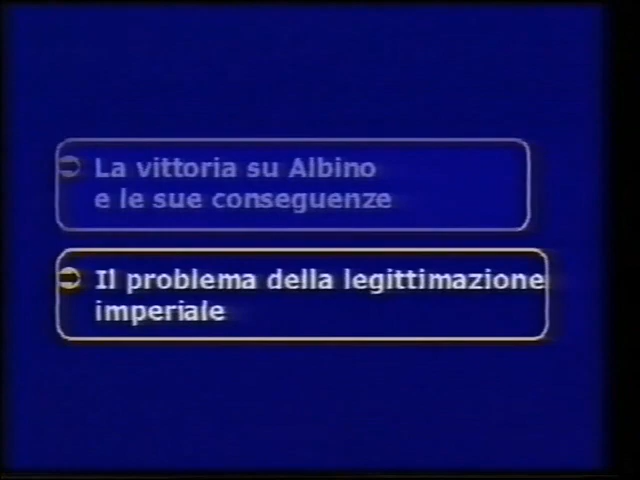 La vittoria su Albino
e le sue conseguenze
Il problema della legittimazione
imperiale